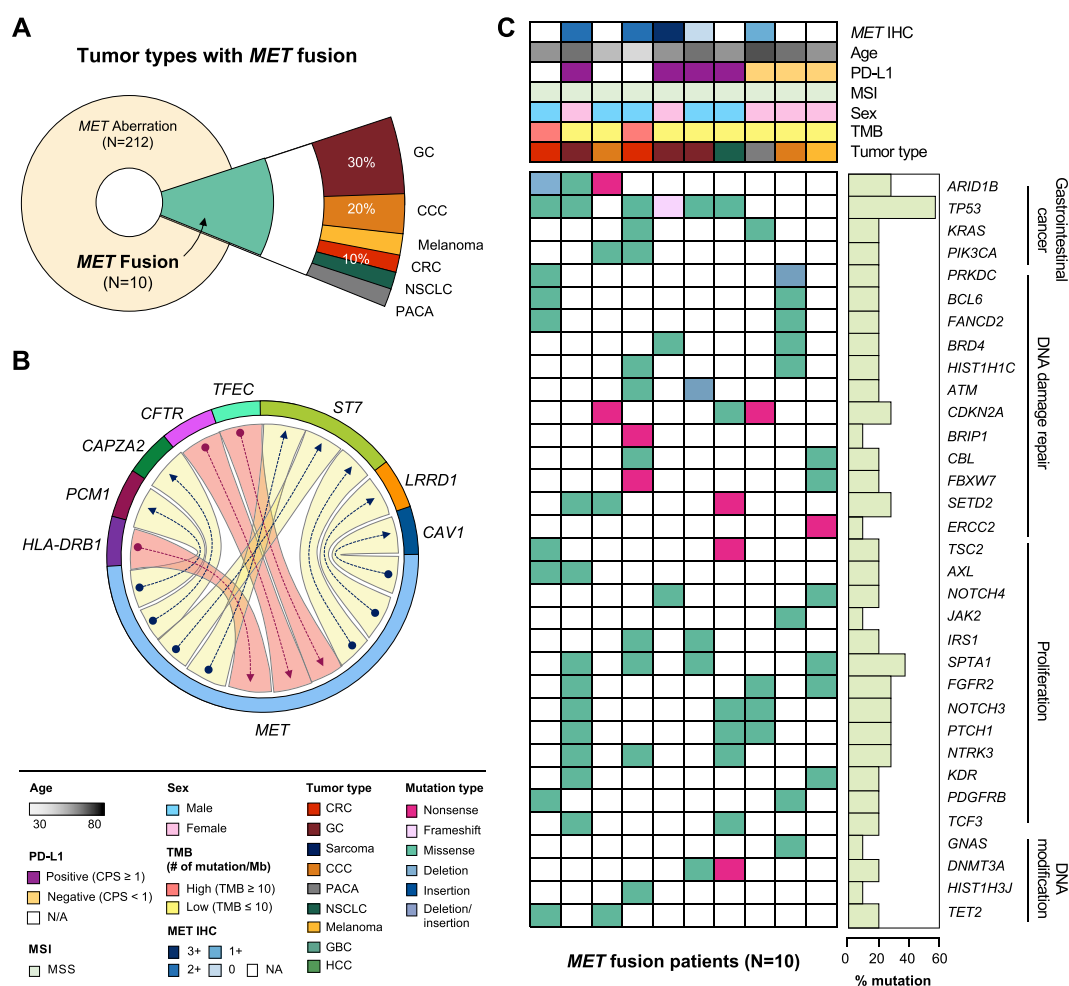 A
Tumor types with MET fusion
MET Aberration
(N=212)
MET Fusion
(N=10)
30%
20%
10%
GC
CCC
Melanoma
CRC
NSCLC
PACA
B
TFEC
ST7
CFTR
CAPZA2
LRRD1
PCM1
CAV1
HLA-DRB1
MET
Age
30 80
PD-L1
Positive (CPS ≥ 1)
Negative (CPS < 1)
N/A
MSI
MSS
Sex
Male
Female
TMB
(# of mutation/Mb)
High (TMB ≥ 10)
Low (TMB ≤ 10)
MET IHC
3+ 1+
2+ 0 NA
Tumor type
CRC
GC
Sarcoma
CCC
PACA
NSCLC
Melanoma
GBC
HCC
Mutation type
Nonsense
Frameshift
Missense
Deletion
Insertion
Deletion/
insertion
C
MET IHC
Age
PD-L1
MSI
Sex
TMB
Tumor type
ARID1B
TP53
KRAS
PIK3CA
PRKDC
BCL6
FANCD2
BRD4
HIST1H1C
ATM
CDKN2A
BRIP1
CBL
FBXW7
SETD2
ERCC2
TSC2
AXL
NOTCH4
JAK2
IRS1
SPTA1
FGFR2
NOTCH3
PTCH1
NTRK3
KDR
PDGFRB
TCF3
GNAS
DNMT3A
HIST1H3J
TET2
Gastrointestinal
cancer
DNA damage repair
Proliferation
DNA
modification
MET fusion patients (N=10)
0 20 40 60
% mutation